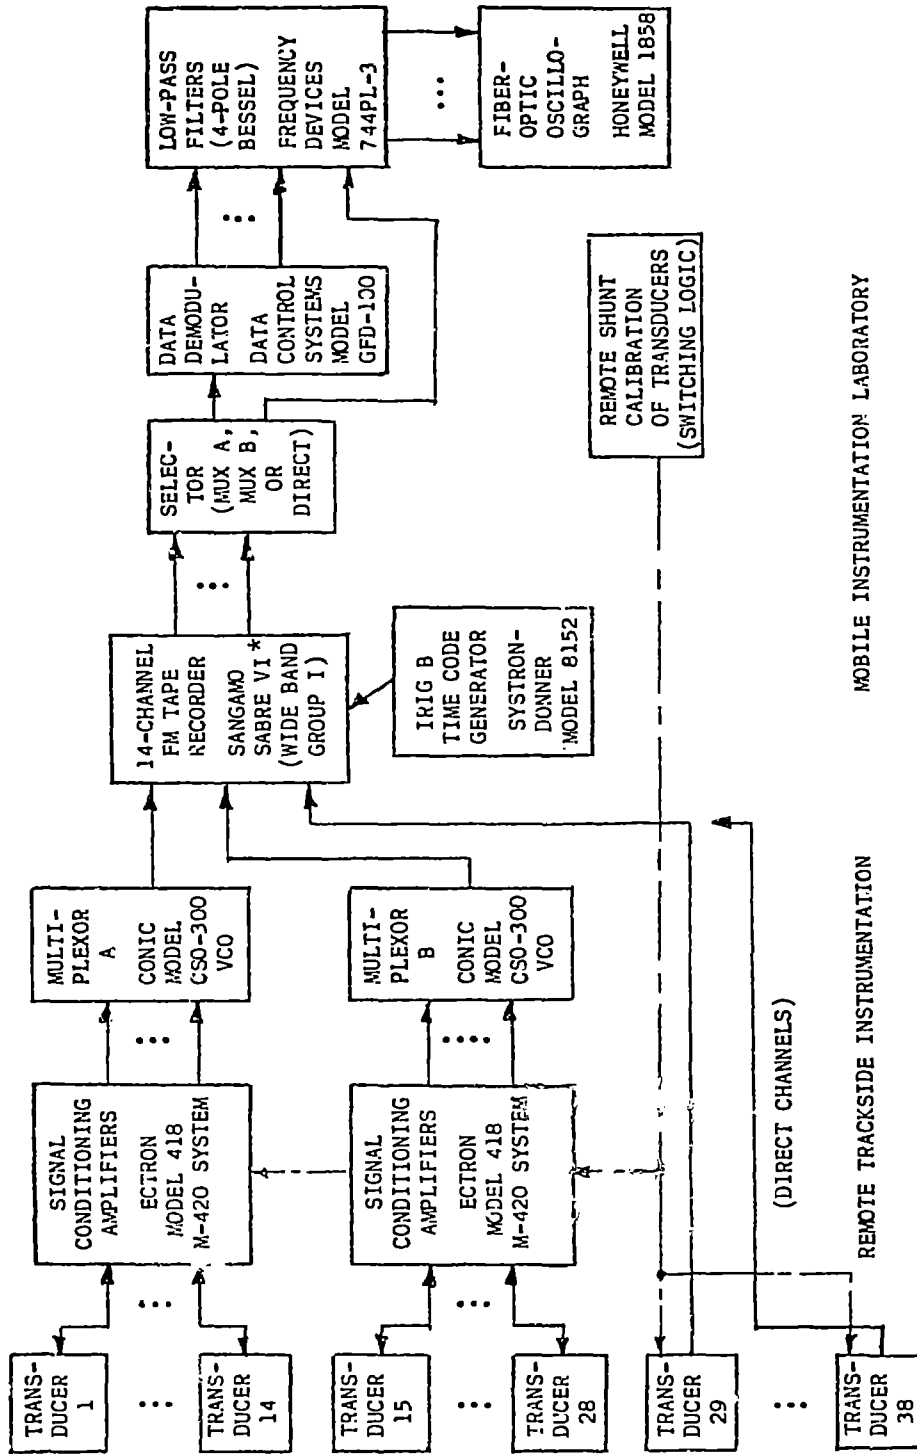 TRANS-
DUCER
1
TRANS-
DUCER
14
TRANS-
DUCER
15
TRANS-
DUCER
28
TRANS-
DUCER
29
TRANS-
DUCER
38
SIGNAL
CONDITIONING
AMPLIFIERS
ECTRON
MODEL 418
M-420 SYSTEM
SIGNAL
CONDITIONING
AMPLIFIERS
ECTRON
MODEL 418
M-420 SYSTEM
MULTI-
PLEXOR
A
CONIC
MODEL
CSO-300
VCO
MULTI-
PLEXOR
B
CONIC
MODEL
CSO-300
VCO
(DIRECT CHANNELS)
14-CHANNEL
FM TAPE
RECORDER
SANGAMO
SABRE VI*
(WIDE BAND
GROUP I)
IRIG B
TIME CODE
GENERATOR
SYSTRON-
DONNER
MODEL 8152
SELEC-
TOR
(MUX A,
MUX B,
OR
DIRECT)
DATA
DEMODU-
LATOR
DATA
CONTROL
SYSTEMS
MODEL
GFD-100
LOW-PASS
FILTERS
(4-POLE
BESSEL)
FREQUENCY
DEVICES
MODEL
744PL-3
FIBER-
OPTIC
OSCILLO-
GRAPH
HONEYWELL
MODEL 1858
REMOTE SHUNT
CALIBRATION
OF TRANSDUCERS
(SWITCHING LOGIC)
REMOTE TRACKSIDE INSTRUMENTATION
MOBILE INSTRUMENTATION LABORATORY